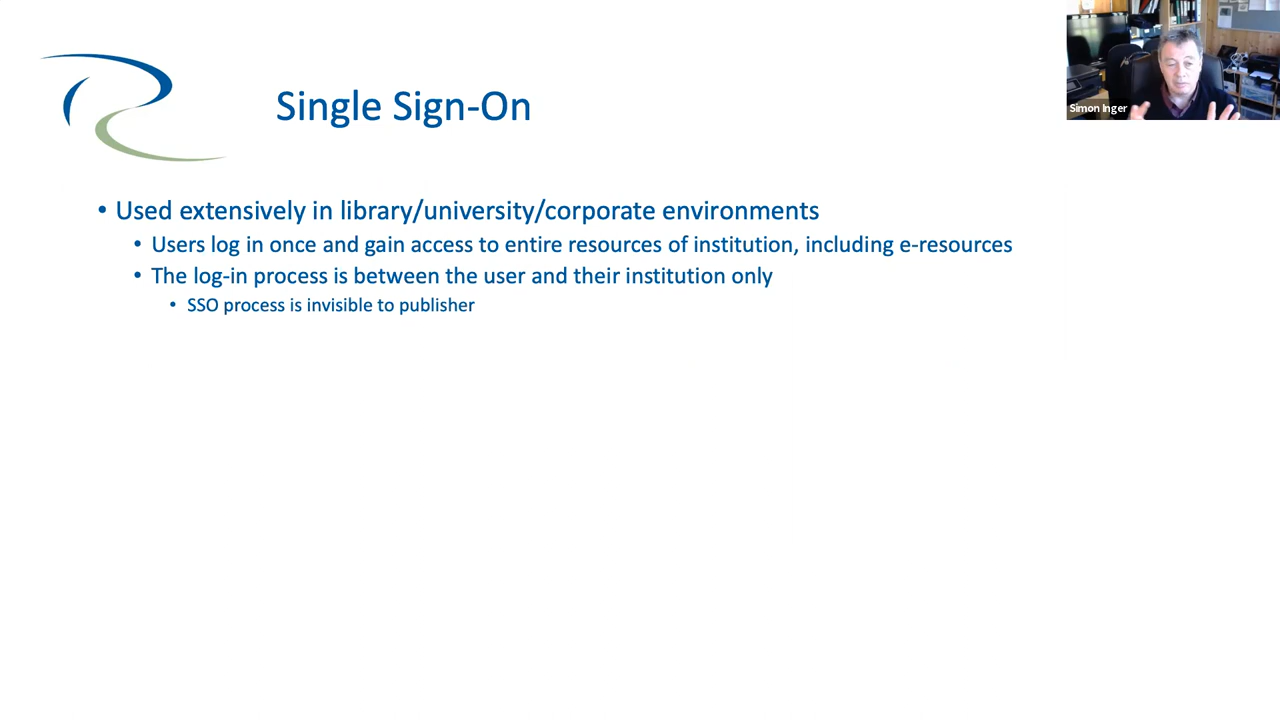 Single Sign-On
Simon Inger
• Used extensively in library/university/corporate environments
• Users log in once and gain access to entire resources of institution, including e-resources
• The log-in process is between the user and their institution only
• SSO process is invisible to publisher